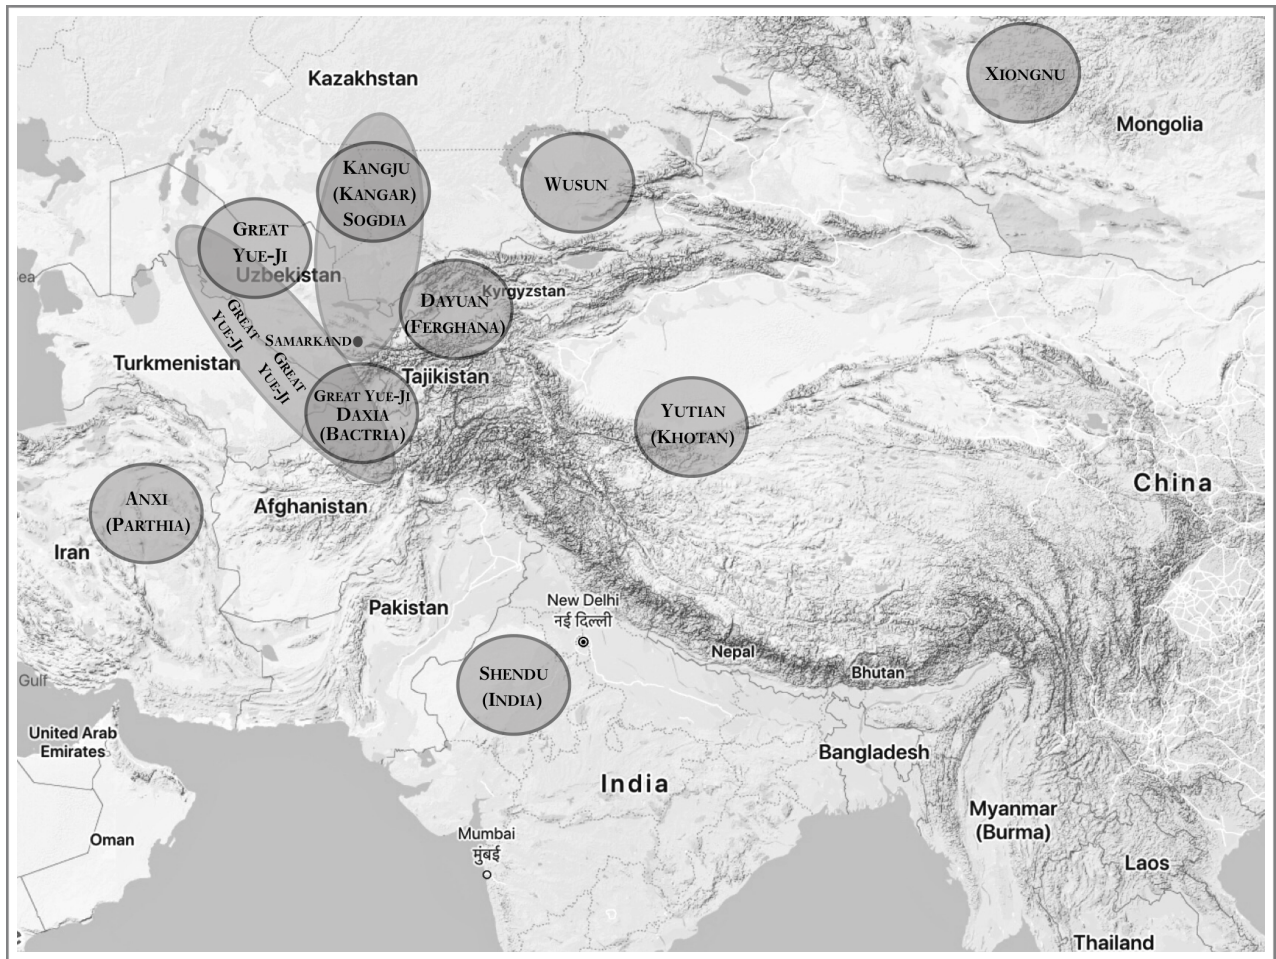 XIONGNU
Kazakhstan
Mongolia
KANGJU
(KANGAR)
SOGDIA
WUSUN
GREAT
YUE-JI
Uzbekistan
ea
DAYUAN
(FERGHANA)
Kyrgyzstan
GREAT
YUE-JI
SAMARKAND
GREAT
YUE-JI
Turkmenistan
Tajikistan
GREAT YUE-JI
DAXIA
(BACTRIA)
YUTIAN
(KHOTAN)
China
ANXI
(PARTHIA)
Afghanistan
Iran
Pakistan
New Delhi
नई दिल्ली
Nepal
Bhutan
SHENDU
(INDIA)
Gulf
United Arab
Emirates
Bangladesh
India
Myanmar
(Burma)
Mumbai
मुंबई
Oman
Laos
Thailand